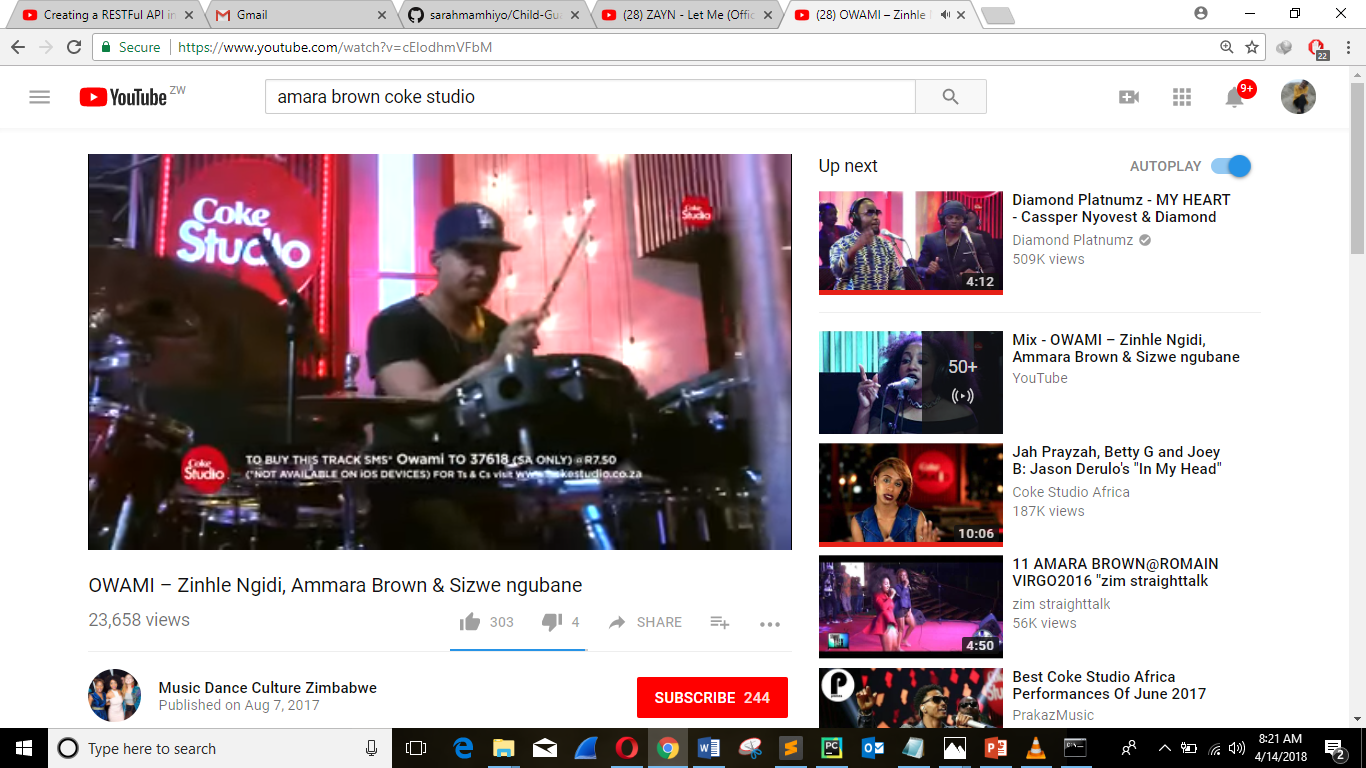 Creating a RESTFul API in
Gmail
sarahmamhiyo/Child-Gua
(28) ZAYN - Let Me (Offic
(28) OWAMI – Zinhle
Secure
https://www.youtube.com/watch?v=cEIodhmVFbM
22
YouTube ZW
amara brown coke studio
9+
Coke
Studio
Coke
Studio
Coke
Studio
TO BUY THIS TRACK SMS* Owami TO 37618 (SA ONLY) @ R7.50
(*NOT AVAILABLE ON iOS DEVICES) FOR Ts & Cs visit www.cokestudio.co.za
OWAMI – Zinhle Ngidi, Ammara Brown & Sizwe ngubane
23,658 views
303
4
SHARE
Music Dance Culture Zimbabwe
Published on Aug 7, 2017
SUBSCRIBE 244
Up next
AUTOPLAY
4:12
Diamond Platnumz - MY HEART
- Cassper Nyovest & Diamond
Diamond Platnumz
509K views
50+
Mix - OWAMI – Zinhle Ngidi,
Ammara Brown & Sizwe ngubane
YouTube
10:06
Jah Prayzah, Betty G and Joey
B: Jason Derulo's "In My Head"
Coke Studio Africa
187K views
4:50
11 AMARA BROWN@ROMAIN
VIRGO2016 "zim straighttalk
zim straighttalk
56K views
Best Coke Studio Africa
Performances Of June 2017
PrakazMusic
Type here to search
8:21 AM
4/14/2018
2